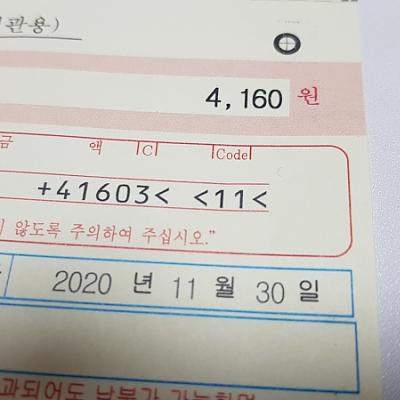 관용)
4,160 원
금 액 C Code
+41603< <11<
않도록 주의하여 주십시오."
2020 년 11 월 30 일
과되어도 납부가 가능하며